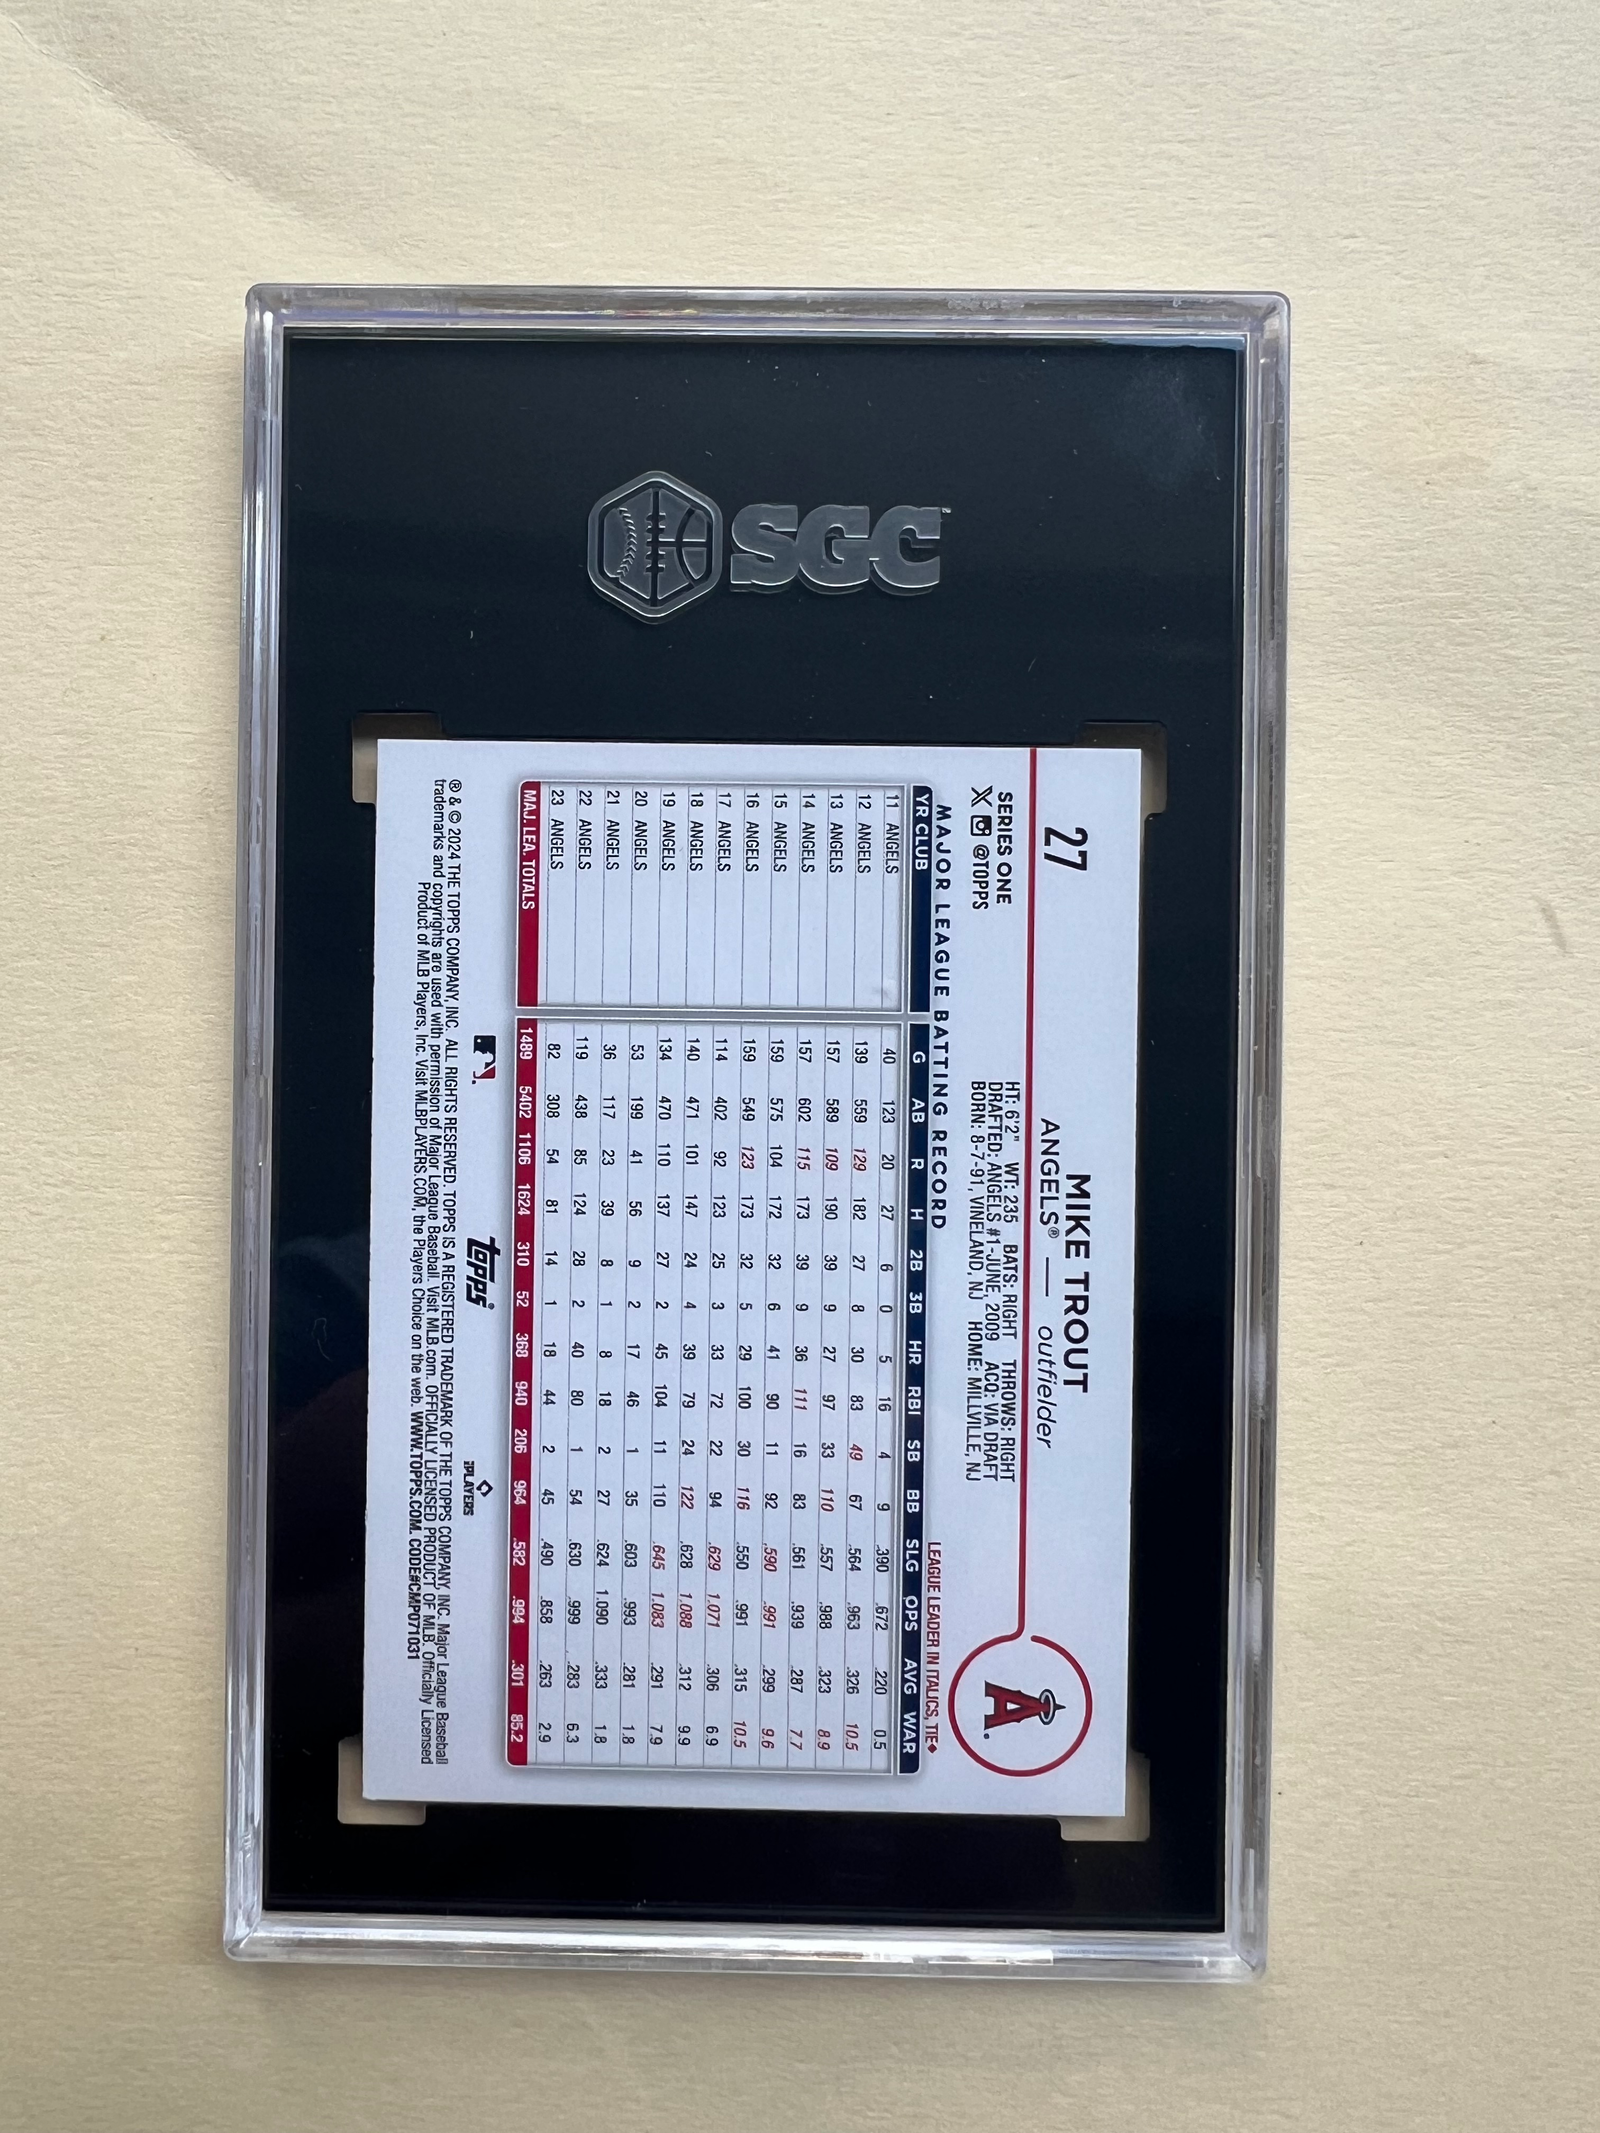 SGC
27
MIKE TROUT
ANGELS® — outfielder
SERIES ONE
X @TOPPS
HT: 6'2" WT: 235 BATS: RIGHT THROWS: RIGHT
DRAFTED: ANGELS #1-JUNE, 2009 ACQ: VIA DRAFT
BORN: 8-7-91, VINELAND, NJ HOME: MILLVILLE, NJ
A
MAJOR LEAGUE BATTING RECORD
LEAGUE LEADER IN ITALICS, TIE◆
YR CLUB G AB R H 2B 3B HR RBI SB BB SLG OPS AVG WAR
11 ANGELS 40 123 20 27 6 0 5 16 4 9 .390 .672 .220 0.5
12 ANGELS 139 559 129 182 27 8 30 83 49 67 .564 .963 .326 10.5
13 ANGELS 157 589 109 190 39 9 27 97 33 110 .557 .988 .323 8.9
14 ANGELS 157 602 115 173 39 9 36 111 16 83 .561 .939 .287 7.7
15 ANGELS 159 575 104 172 32 6 41 90 11 92 .590 .991 .299 9.6
16 ANGELS 159 549 123 173 32 5 29 100 30 116 .550 .991 .315 10.5
17 ANGELS 114 402 92 123 25 3 33 72 22 94 .629 1.071 .306 6.9
18 ANGELS 140 471 101 147 24 4 39 79 24 122 .628 1.088 .312 9.9
19 ANGELS 134 470 110 137 27 2 45 104 11 110 .645 1.083 .291 7.9
20 ANGELS 53 199 41 56 9 2 17 46 1 35 .603 .993 .281 1.8
21 ANGELS 36 117 23 39 8 1 8 18 2 27 .624 1.090 .333 1.8
22 ANGELS 119 438 85 124 28 2 40 80 1 54 .630 .999 .283 6.3
23 ANGELS 82 308 54 81 14 1 18 44 2 45 .490 .858 .263 2.9
MAJ. LEA. TOTALS 1489 5402 1106 1624 310 52 368 940 206 964 .582 .994 .301 85.2
topps®
PLAYERS
® & © 2024 THE TOPPS COMPANY, INC. ALL RIGHTS RESERVED. TOPPS IS A REGISTERED TRADEMARK OF THE TOPPS COMPANY, INC. Major League Baseball
trademarks and copyrights are used with permission of Major League Baseball. Visit MLB.com. OFFICIALLY LICENSED PRODUCT OF MLB. Officially Licensed
Product of MLB Players, Inc. Visit MLBPLAYERS.COM, the Players Choice on the web. WWW.TOPPS.COM. CODE#CMP071031